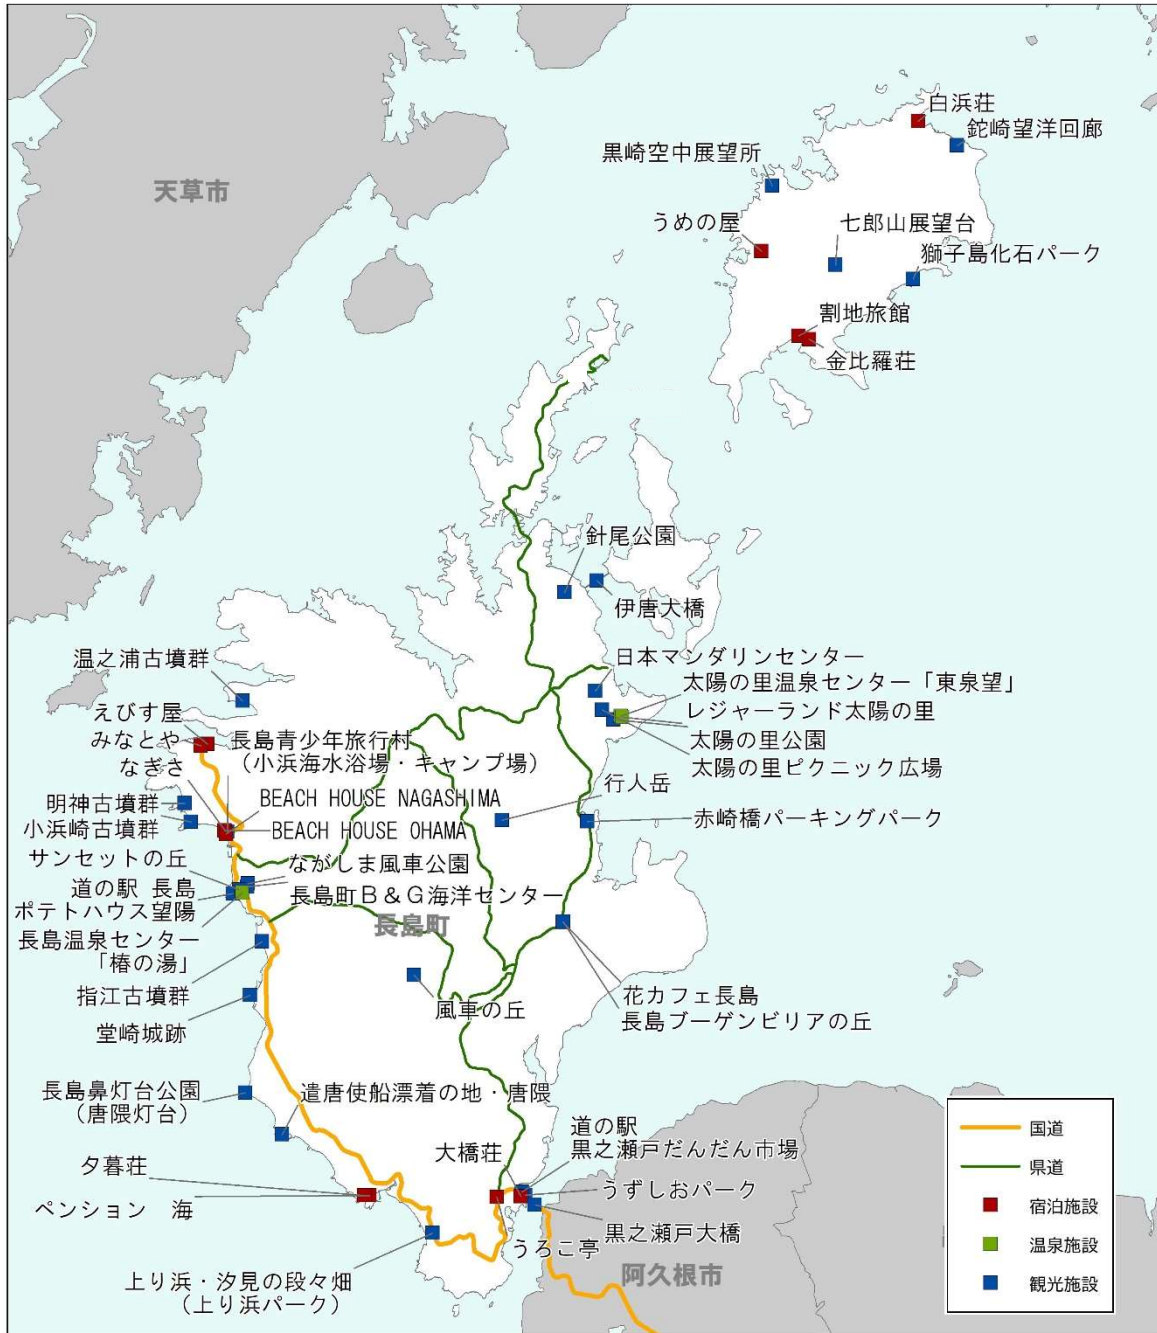 白浜荘
鉈崎望洋回廊
黒崎空中展望所
天草市
うめの屋
七郎山展望台
獅子島化石パーク
割地旅館
金比羅荘
針尾公園
伊唐大橋
日本マンダリンセンター
太陽の里温泉センター「東泉望」
レジャーランド太陽の里
太陽の里公園
太陽の里ピクニック広場
温之浦古墳群
えびす屋
みなとや
なぎさ
長島青少年旅行村
(小浜海水浴場・キャンプ場)
BEACH HOUSE NAGASHIMA
BEACH HOUSE OHAMA
行人岳
赤崎橋パーキングパーク
明神古墳群
小浜崎古墳群
サンセットの丘
道の駅 長島
ポテトハウス望陽
長島温泉センター
「椿の湯」
ながしま風車公園
長島町B&G海洋センター
長島町
指江古墳群
堂崎城跡
風車の丘
花カフェ長島
長島ブーゲンビリアの丘
長島鼻灯台公園
(唐隈灯台)
遣唐使船漂着の地・唐隈
夕暮荘
ペンション 海
大橋荘
道の駅
黒之瀬戸だんだん市場
うずしおパーク
黒之瀬戸大橋
うろこ亭
上り浜・汐見の段々畑
(上り浜パーク)
阿久根市
国道
県道
宿泊施設
温泉施設
観光施設